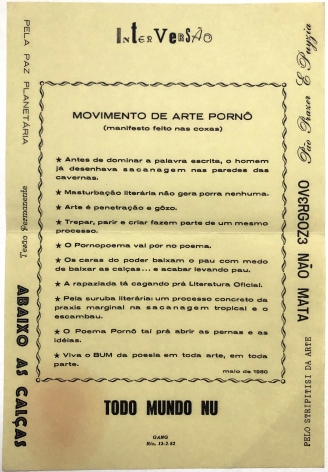 InterVersão
MOVIMENTO DE ARTE PORNÔ
(manifesto feito nas coxas)
★ Antes de dominar a palavra escrita, o homem
já desenhava sacanagem nas paredes das
cavernas.
★ Masturbação literária não gera porra nenhuma.
★ Arte é penetração e gôzo.
★ Trepar, parir e criar fazem parte de um mesmo
processo.
★ O Pornopoema vai por no poema.
★ Os caras do poder baixam o pau com medo
de baixar as calças... e acabar levando pau.
★ A rapaziada tá cagando prá Literatura Oficial.
★ Pela suruba literária: um processo concreto da
praxis marginal na sacanagem tropical e o
escambau.
★ O Poema Pornô tai prá abrir as pernas e as
idéias.
★ Viva o BUM da poesia em toda arte, em toda
parte.
maio de 1980
TODO MUNDO NU
GANG
Rio, 13-2-82
PELA PAZ PLANETÁRIA
Tesão
ABAIXO AS CALÇAS
Prazer
OVERGOZE NÃO MATA
PELO STRIPITISI DA ARTE